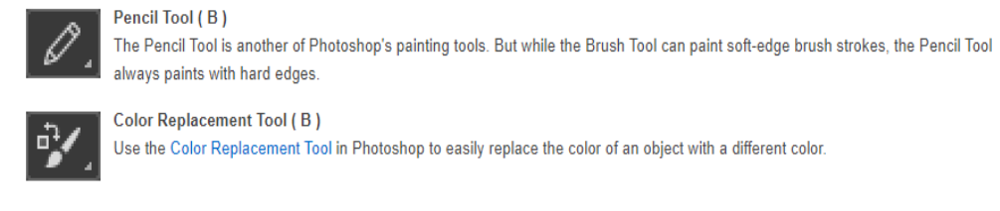 Pencil Tool ( B )
The Pencil Tool is another of Photoshop's painting tools. But while the Brush Tool can paint soft-edge brush strokes, the Pencil Tool
always paints with hard edges.
Color Replacement Tool ( B )
Use the Color Replacement Tool in Photoshop to easily replace the color of an object with a different color.